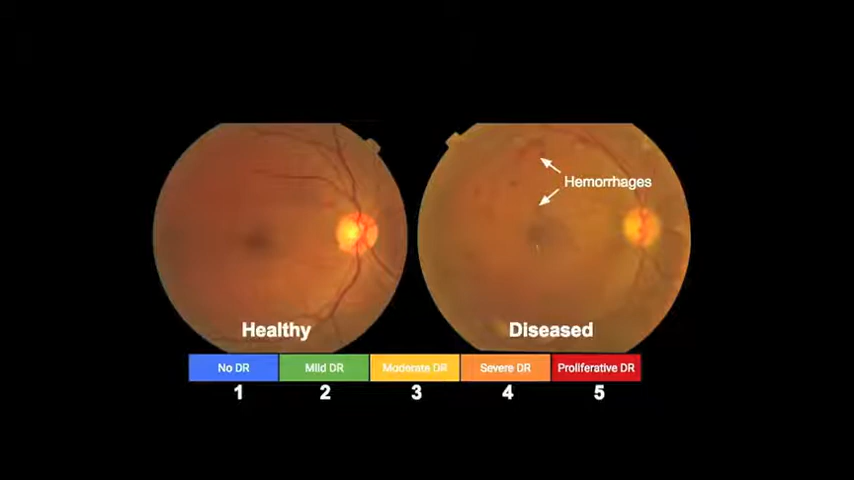 Hemorrhages
Healthy
Diseased
No DR
Mild DR
Moderate DR
Severe DR
Proliferative DR
1
2
3
4
5